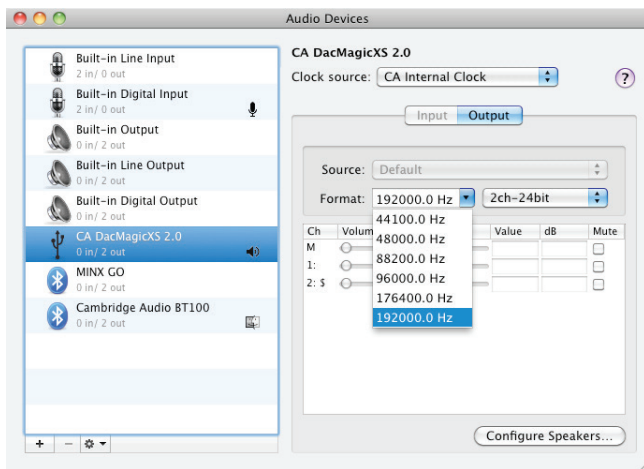 Audio Devices
Built-in Line Input
2 in/ 0 out
Built-in Digital Input
2 in/ 0 out
Built-in Output
0 in/ 2 out
Built-in Line Output
0 in/ 2 out
Built-in Digital Output
0 in/ 2 out
CA DacMagicXS 2.0
0 in/ 2 out
MINX GO
0 in/ 2 out
Cambridge Audio BT100
0 in/ 2 out
CA DacMagicXS 2.0
Clock source: CA Internal Clock
?
Input Output
Source: Default
Format: 192000.0 Hz 2ch-24bit
44100.0 Hz
48000.0 Hz
88200.0 Hz
96000.0 Hz
176400.0 Hz
192000.0 Hz
Ch Volum Value dB Mute
M
1:
2: S
Configure Speakers...